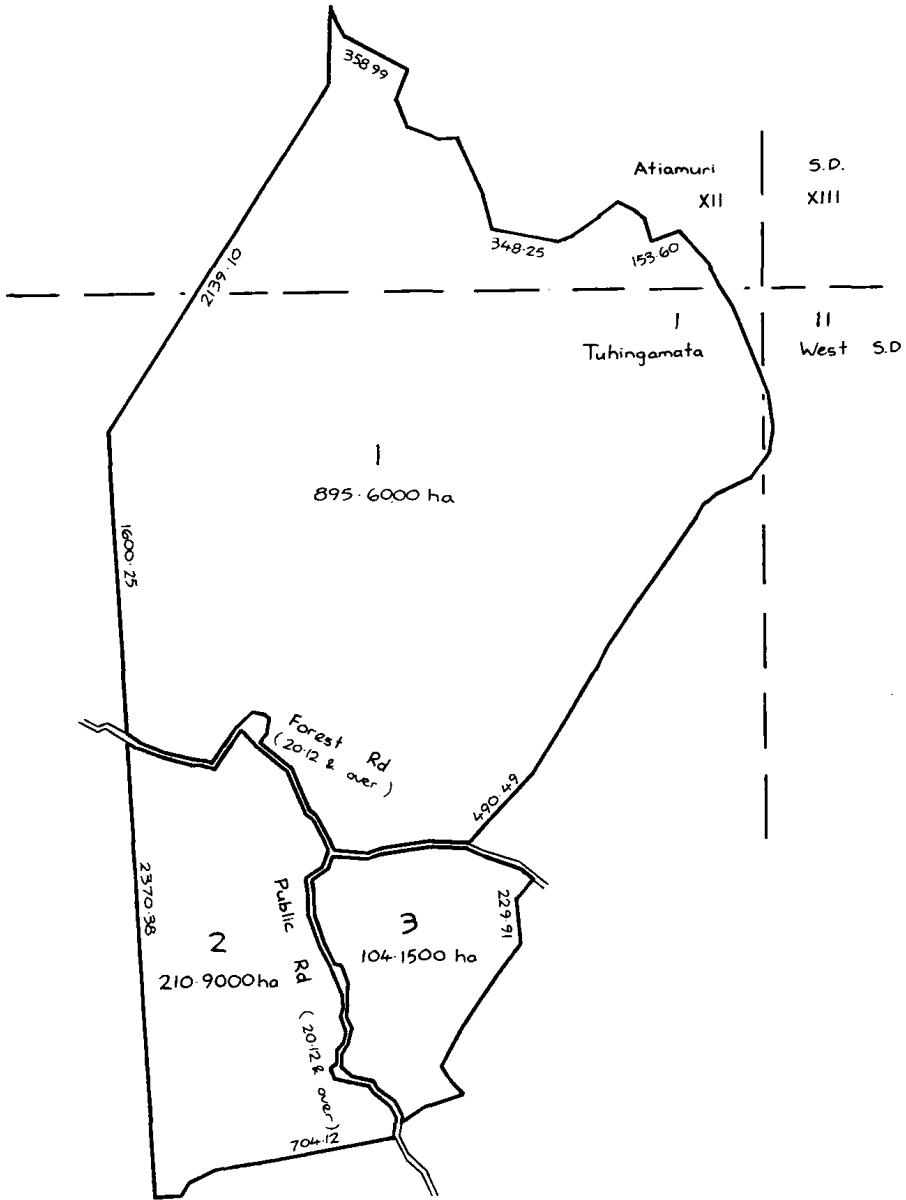 358·99
Atiamuri S.D.
XII XIII
348·25
153·60
2139·10
I II
Tuhingamata West S.D
1
895·6000 ha
1600·25
Forest Rd
(20·12 & over)
490·49
2370·38
Public Rd (20·12 & over)
229·91
3
104·1500 ha
2
210·9000 ha
704·12